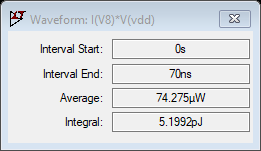 Waveform: I(V8)*V(vdd)
Interval Start: 0s
Interval End: 70ns
Average: 74.275µW
Integral: 5.1992pJ